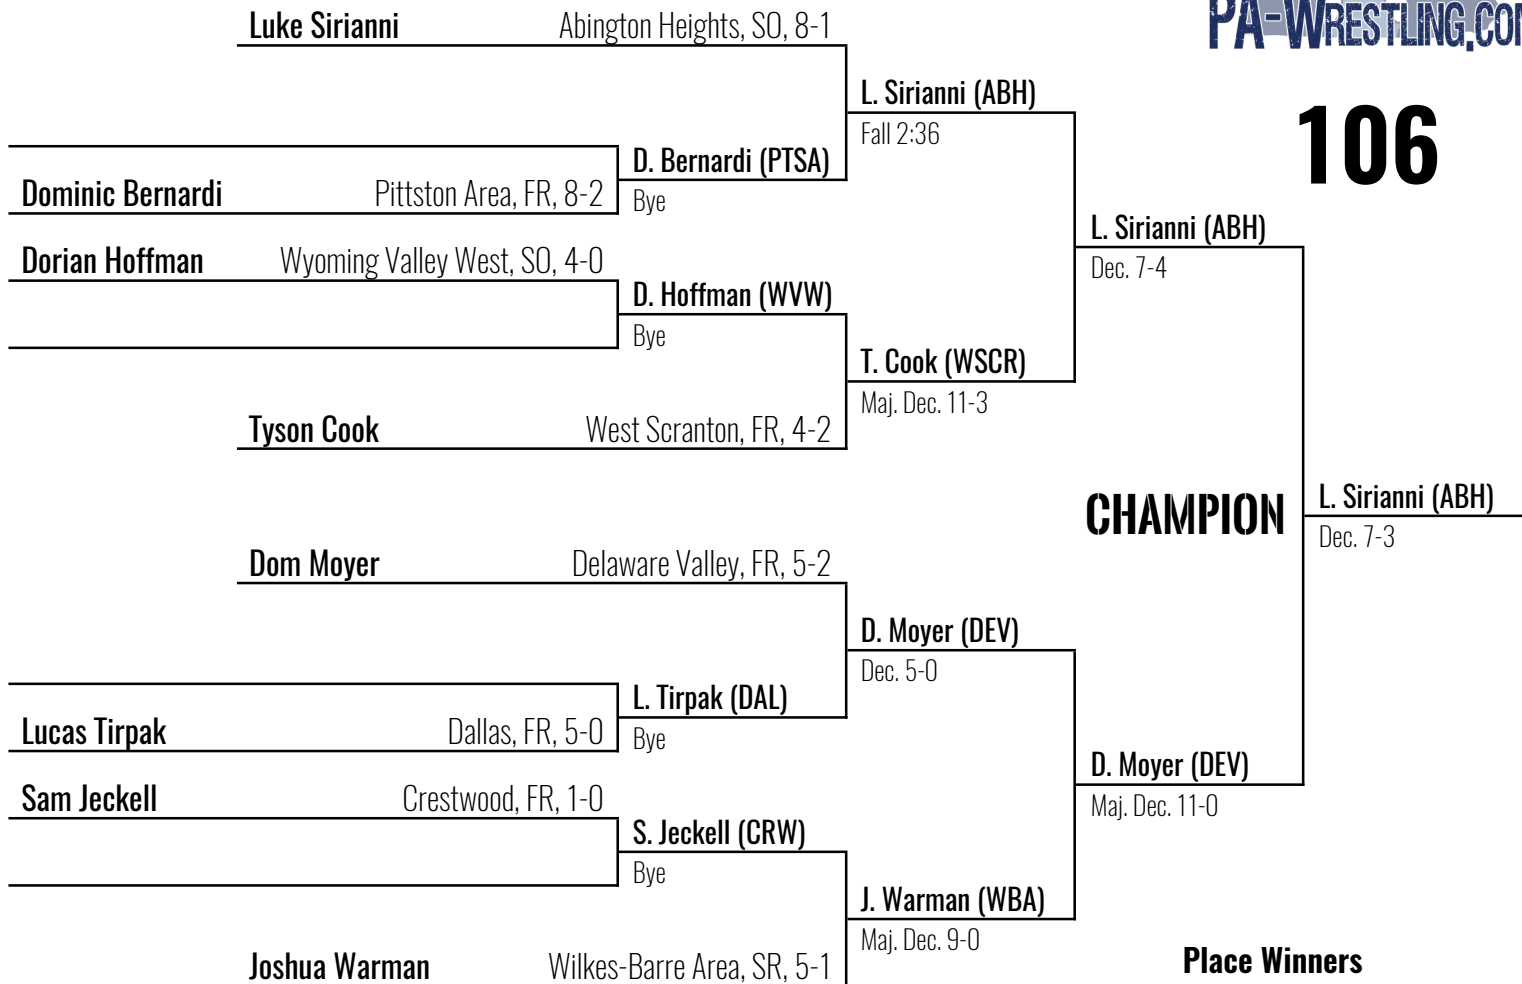 Luke Sirianni Abington Heights, SO, 8-1
PA-WRESTLING.COM
L. Sirianni (ABH)
106
Fall 2:36
D. Bernardi (PTSA)
Dominic Bernardi Pittston Area, FR, 8-2
Bye
L. Sirianni (ABH)
Dorian Hoffman Wyoming Valley West, SO, 4-0
Dec. 7-4
D. Hoffman (WVW)
Bye
T. Cook (WSCR)
Maj. Dec. 11-3
Tyson Cook West Scranton, FR, 4-2
CHAMPION
L. Sirianni (ABH)
Dec. 7-3
Dom Moyer Delaware Valley, FR, 5-2
D. Moyer (DEV)
Dec. 5-0
L. Tirpak (DAL)
Lucas Tirpak Dallas, FR, 5-0
Bye
D. Moyer (DEV)
Sam Jeckell Crestwood, FR, 1-0
Maj. Dec. 11-0
S. Jeckell (CRW)
Bye
J. Warman (WBA)
Maj. Dec. 9-0
Joshua Warman Wilkes-Barre Area, SR, 5-1
Place Winners